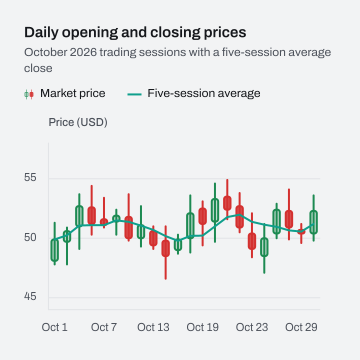 Daily opening and closing prices
October 2026 trading sessions with a five-session average
close
Market price
Five-session average
Price (USD)
55
50
45
Oct 1
Oct 7
Oct 13
Oct 19
Oct 23
Oct 29